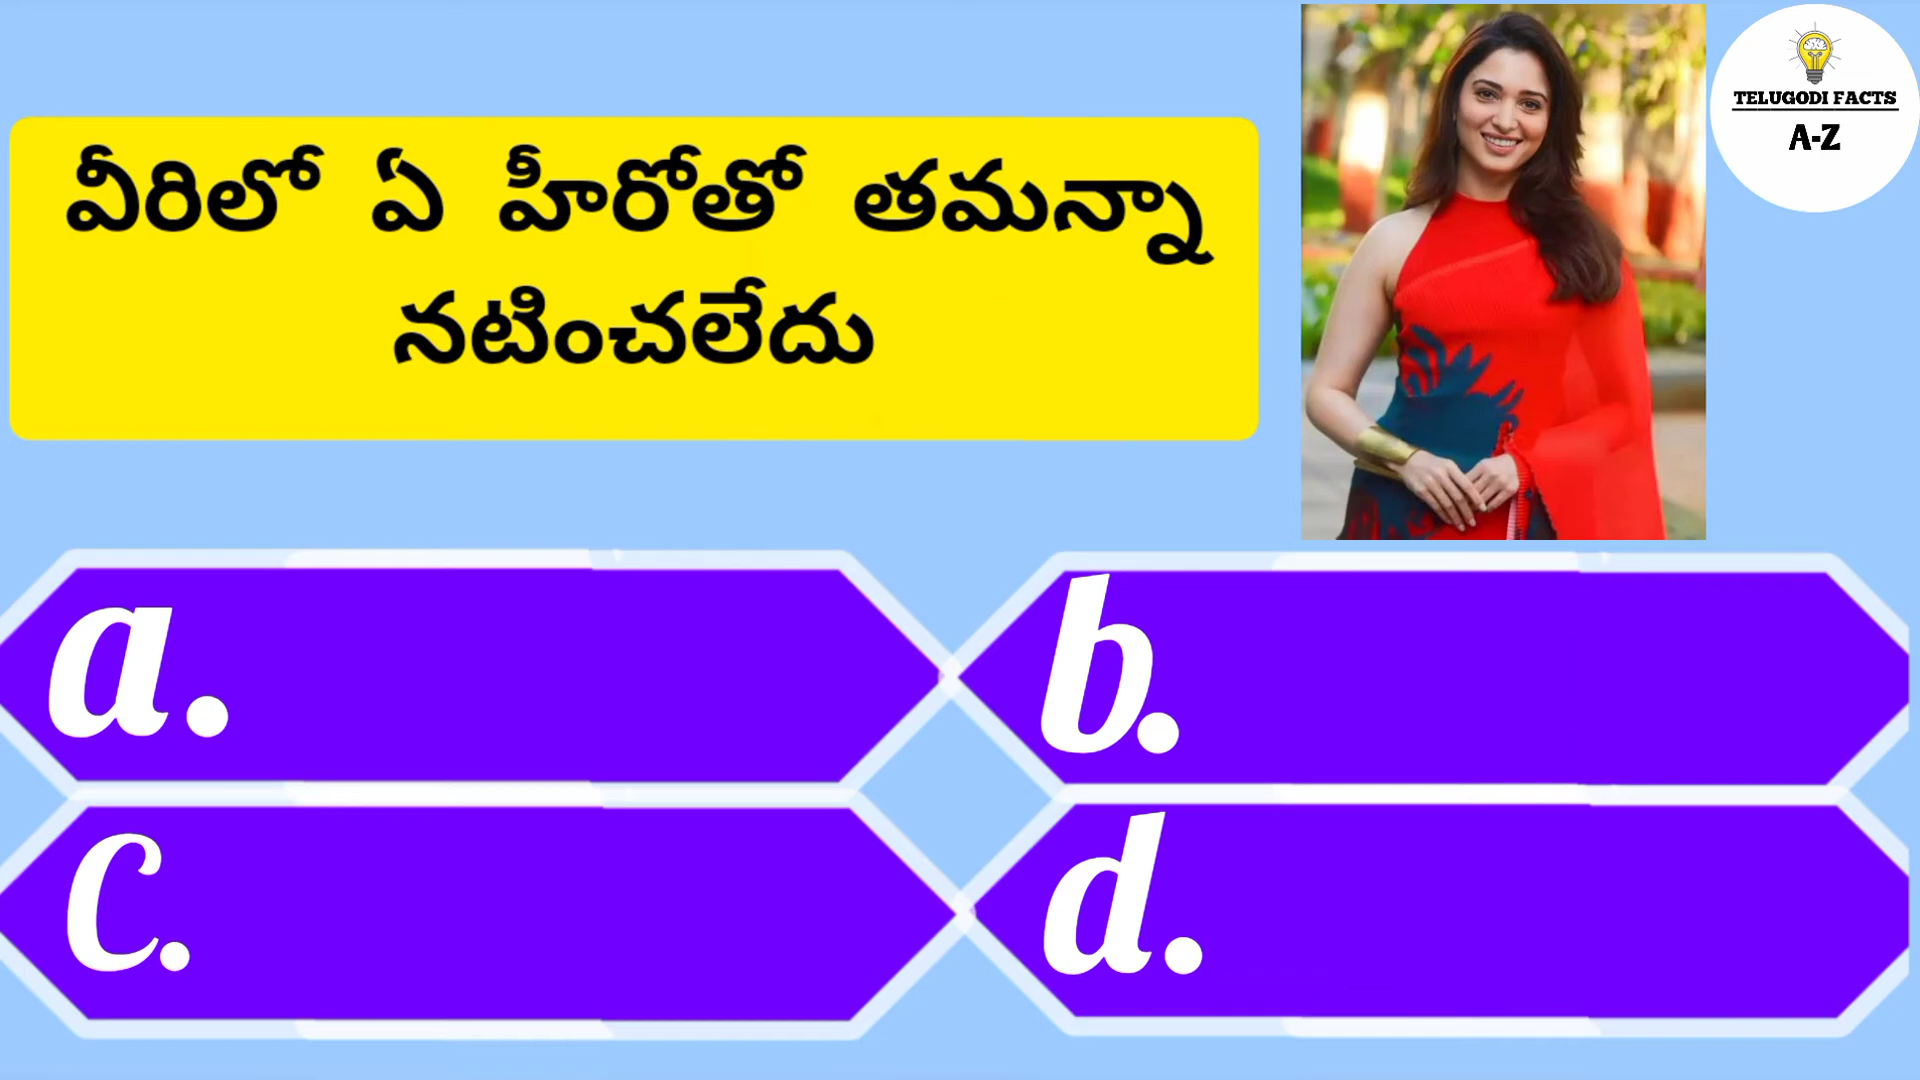 వీరిలో ఏ హీరోతో తమన్నా
నటించలేదు
TELUGODI FACTS
A-Z
a.
b.
c.
d.